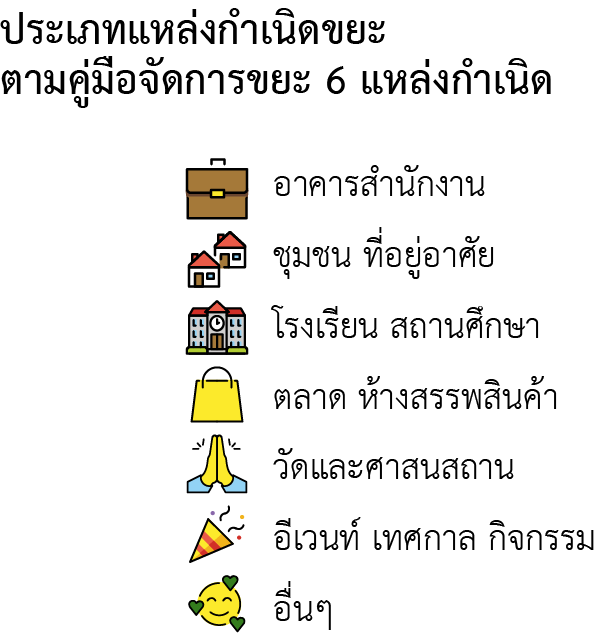 ประเภทแหล่งกำเนิดขยะ
ตามคู่มือจัดการขยะ 6 แหล่งกำเนิด
อาคารสำนักงาน
ชุมชน ที่อยู่อาศัย
โรงเรียน สถานศึกษา
ตลาด ห้างสรรพสินค้า
วัดและศาสนสถาน
อีเวนท์ เทศกาล กิจกรรม
อื่นๆ